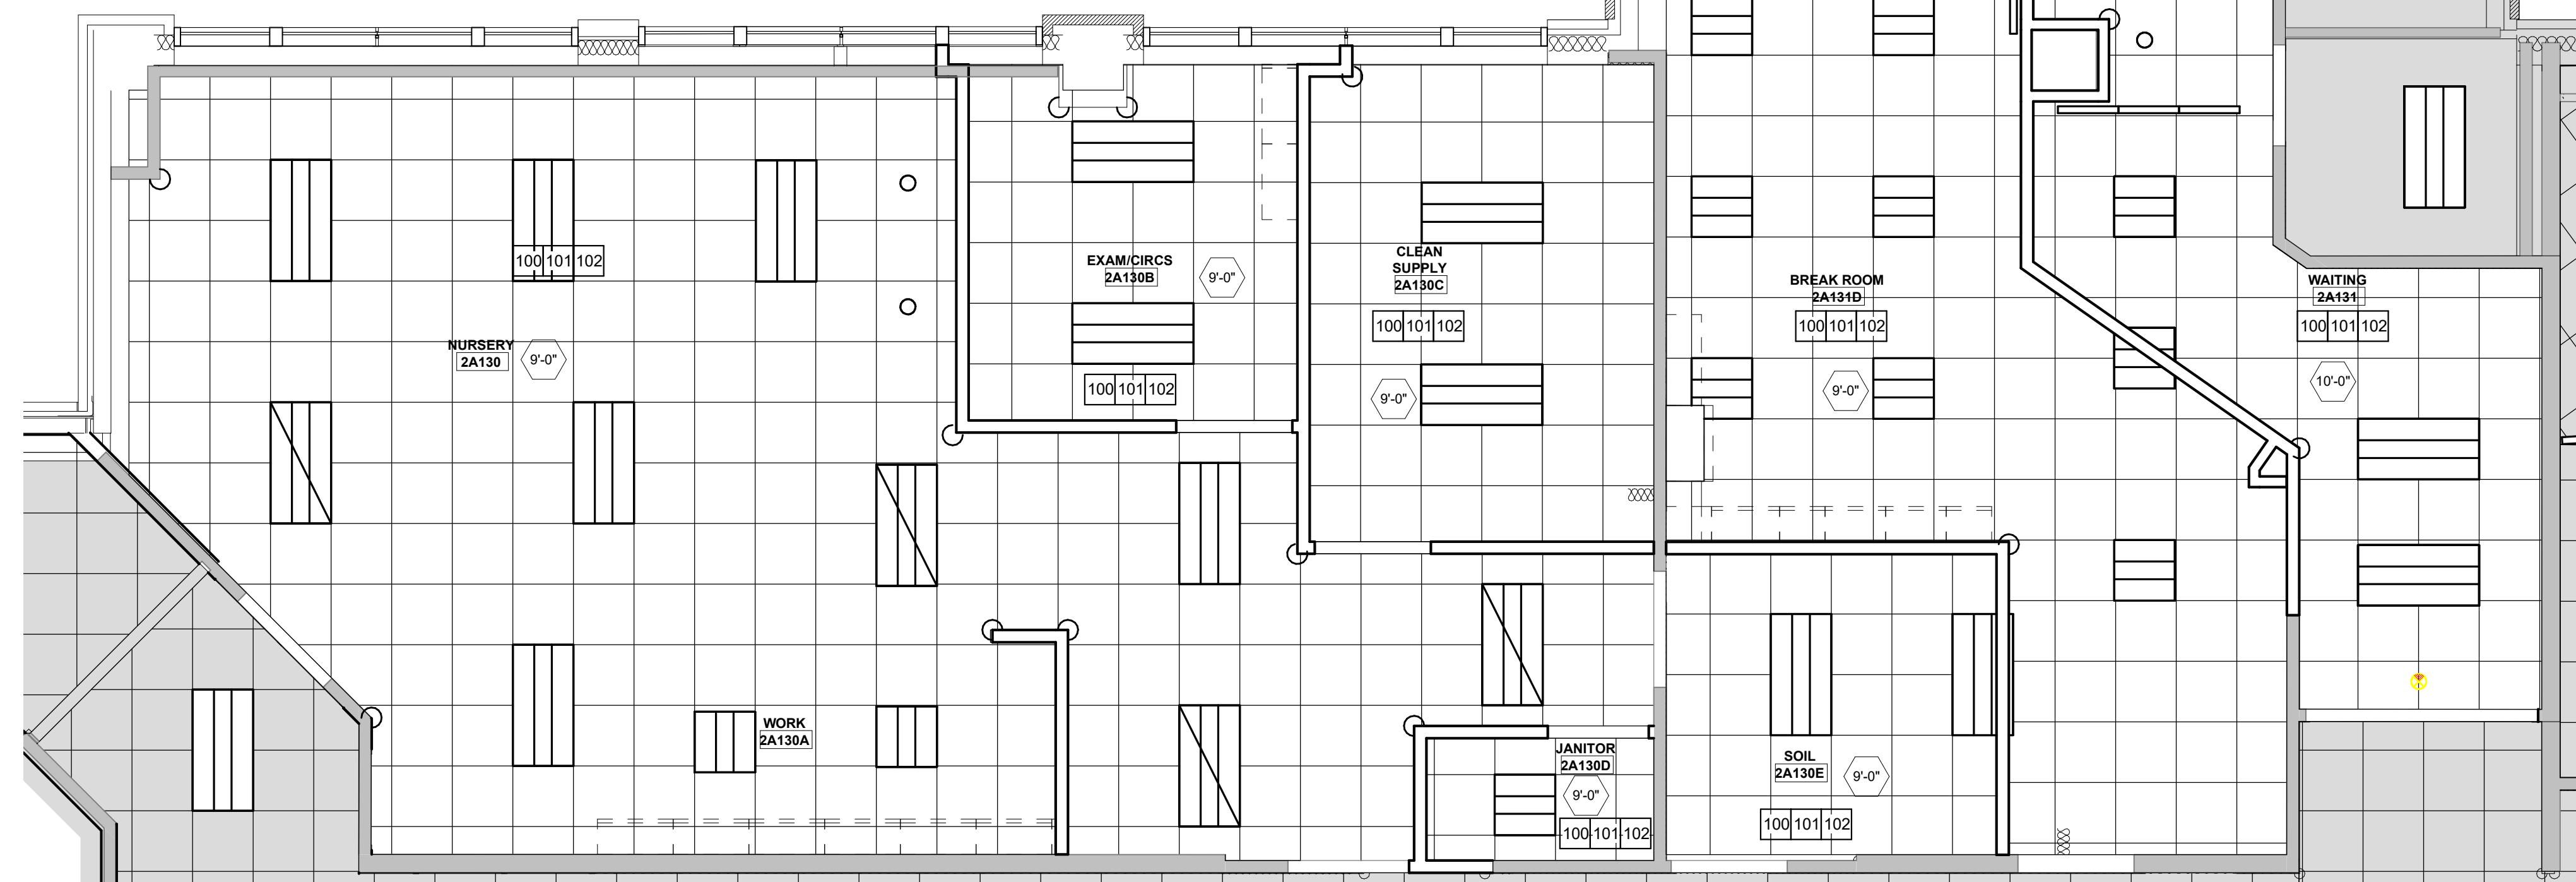 100 101 102
NURSERY
2A130
9'-0"
WORK
2A130A
EXAM/CIRCS
2A130B
9'-0"
100 101 102
CLEAN
SUPPLY
2A130C
100 101 102
9'-0"
JANITOR
2A130D
9'-0"
100 101 102
BREAK ROOM
2A131D
100 101 102
9'-0"
SOIL
2A130E
9'-0"
100 101 102
WAITING
2A131
100 101 102
10'-0"